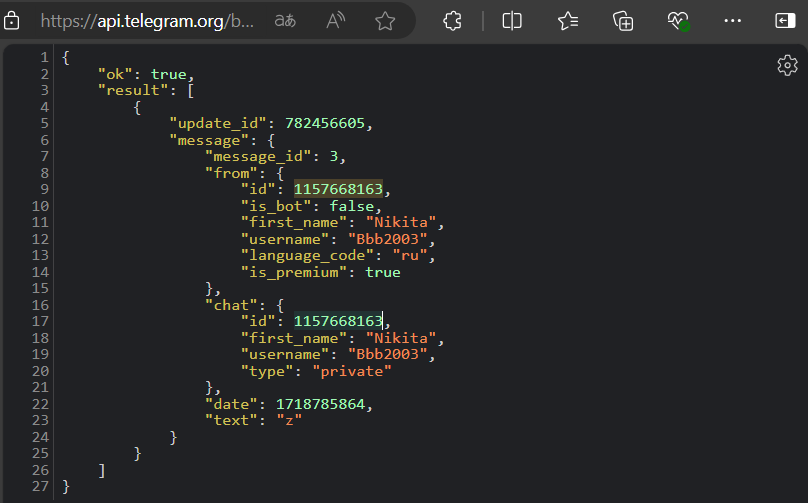 https://api.telegram.org/b...
1 {
2     "ok": true,
3     "result": [
4         {
5             "update_id": 782456605,
6             "message": {
7                 "message_id": 3,
8                 "from": {
9                     "id": 1157668163,
10                     "is_bot": false,
11                     "first_name": "Nikita",
12                     "username": "Bbb2003",
13                     "language_code": "ru",
14                     "is_premium": true
15                 },
16                 "chat": {
17                     "id": 1157668163,
18                     "first_name": "Nikita",
19                     "username": "Bbb2003",
20                     "type": "private"
21                 },
22                 "date": 1718785864,
23                 "text": "z"
24             }
25         }
26     ]
27 }